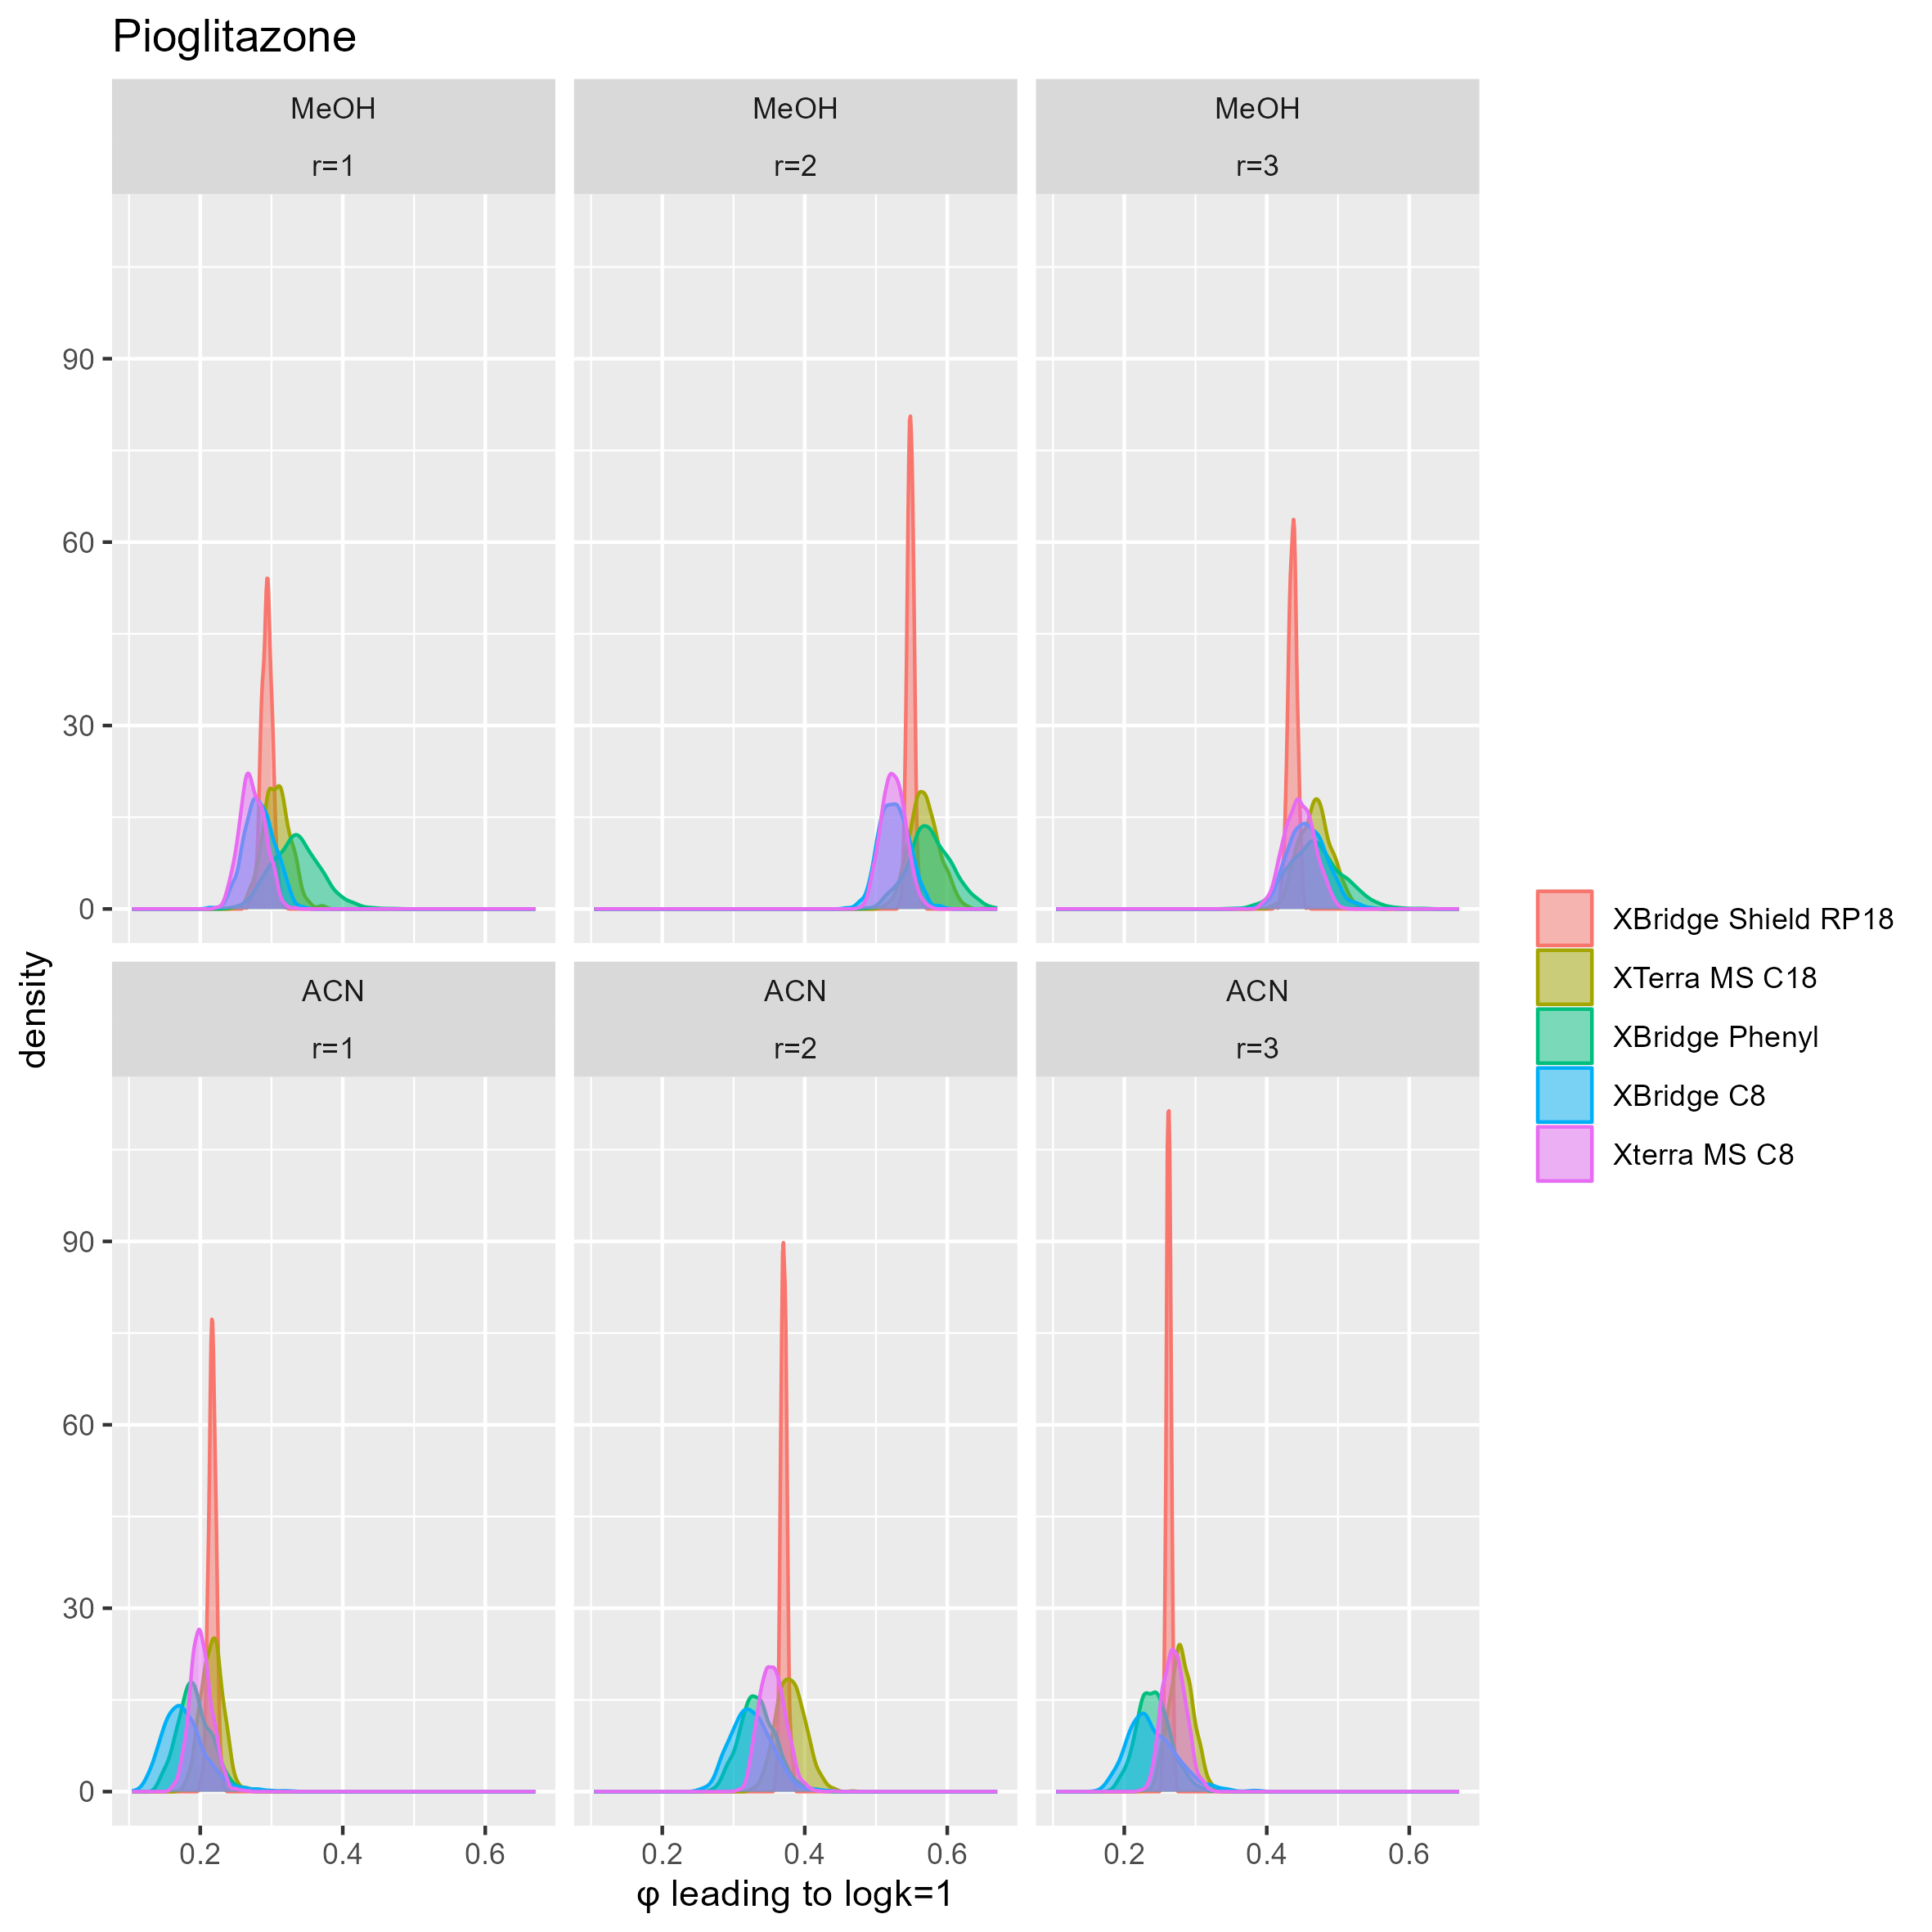 Pioglitazone
MeOH
r=1
MeOH
r=2
MeOH
r=3
90
60
30
0
ACN
r=1
ACN
r=2
ACN
r=3
90
60
30
0
0.2
0.4
0.6
0.2
0.4
0.6
0.2
0.4
0.6
φ leading to logk=1
density
XBridge Shield RP18
XTerra MS C18
XBridge Phenyl
XBridge C8
Xterra MS C8